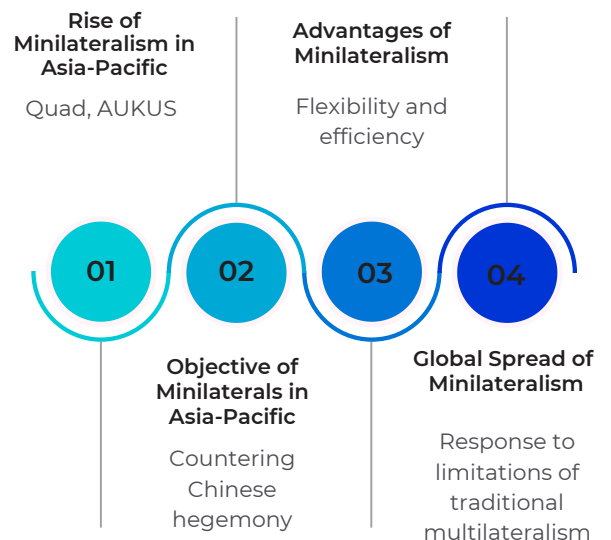 Rise of
Minilateralism in
Asia-Pacific
Quad, AUKUS
01
Objective of
Minilaterals in
Asia-Pacific
Countering
Chinese
hegemony
02
Advantages of
Minilateralism
Flexibility and
efficiency
03
Global Spread of
Minilateralism
Response to
limitations of
traditional
multilateralism
04